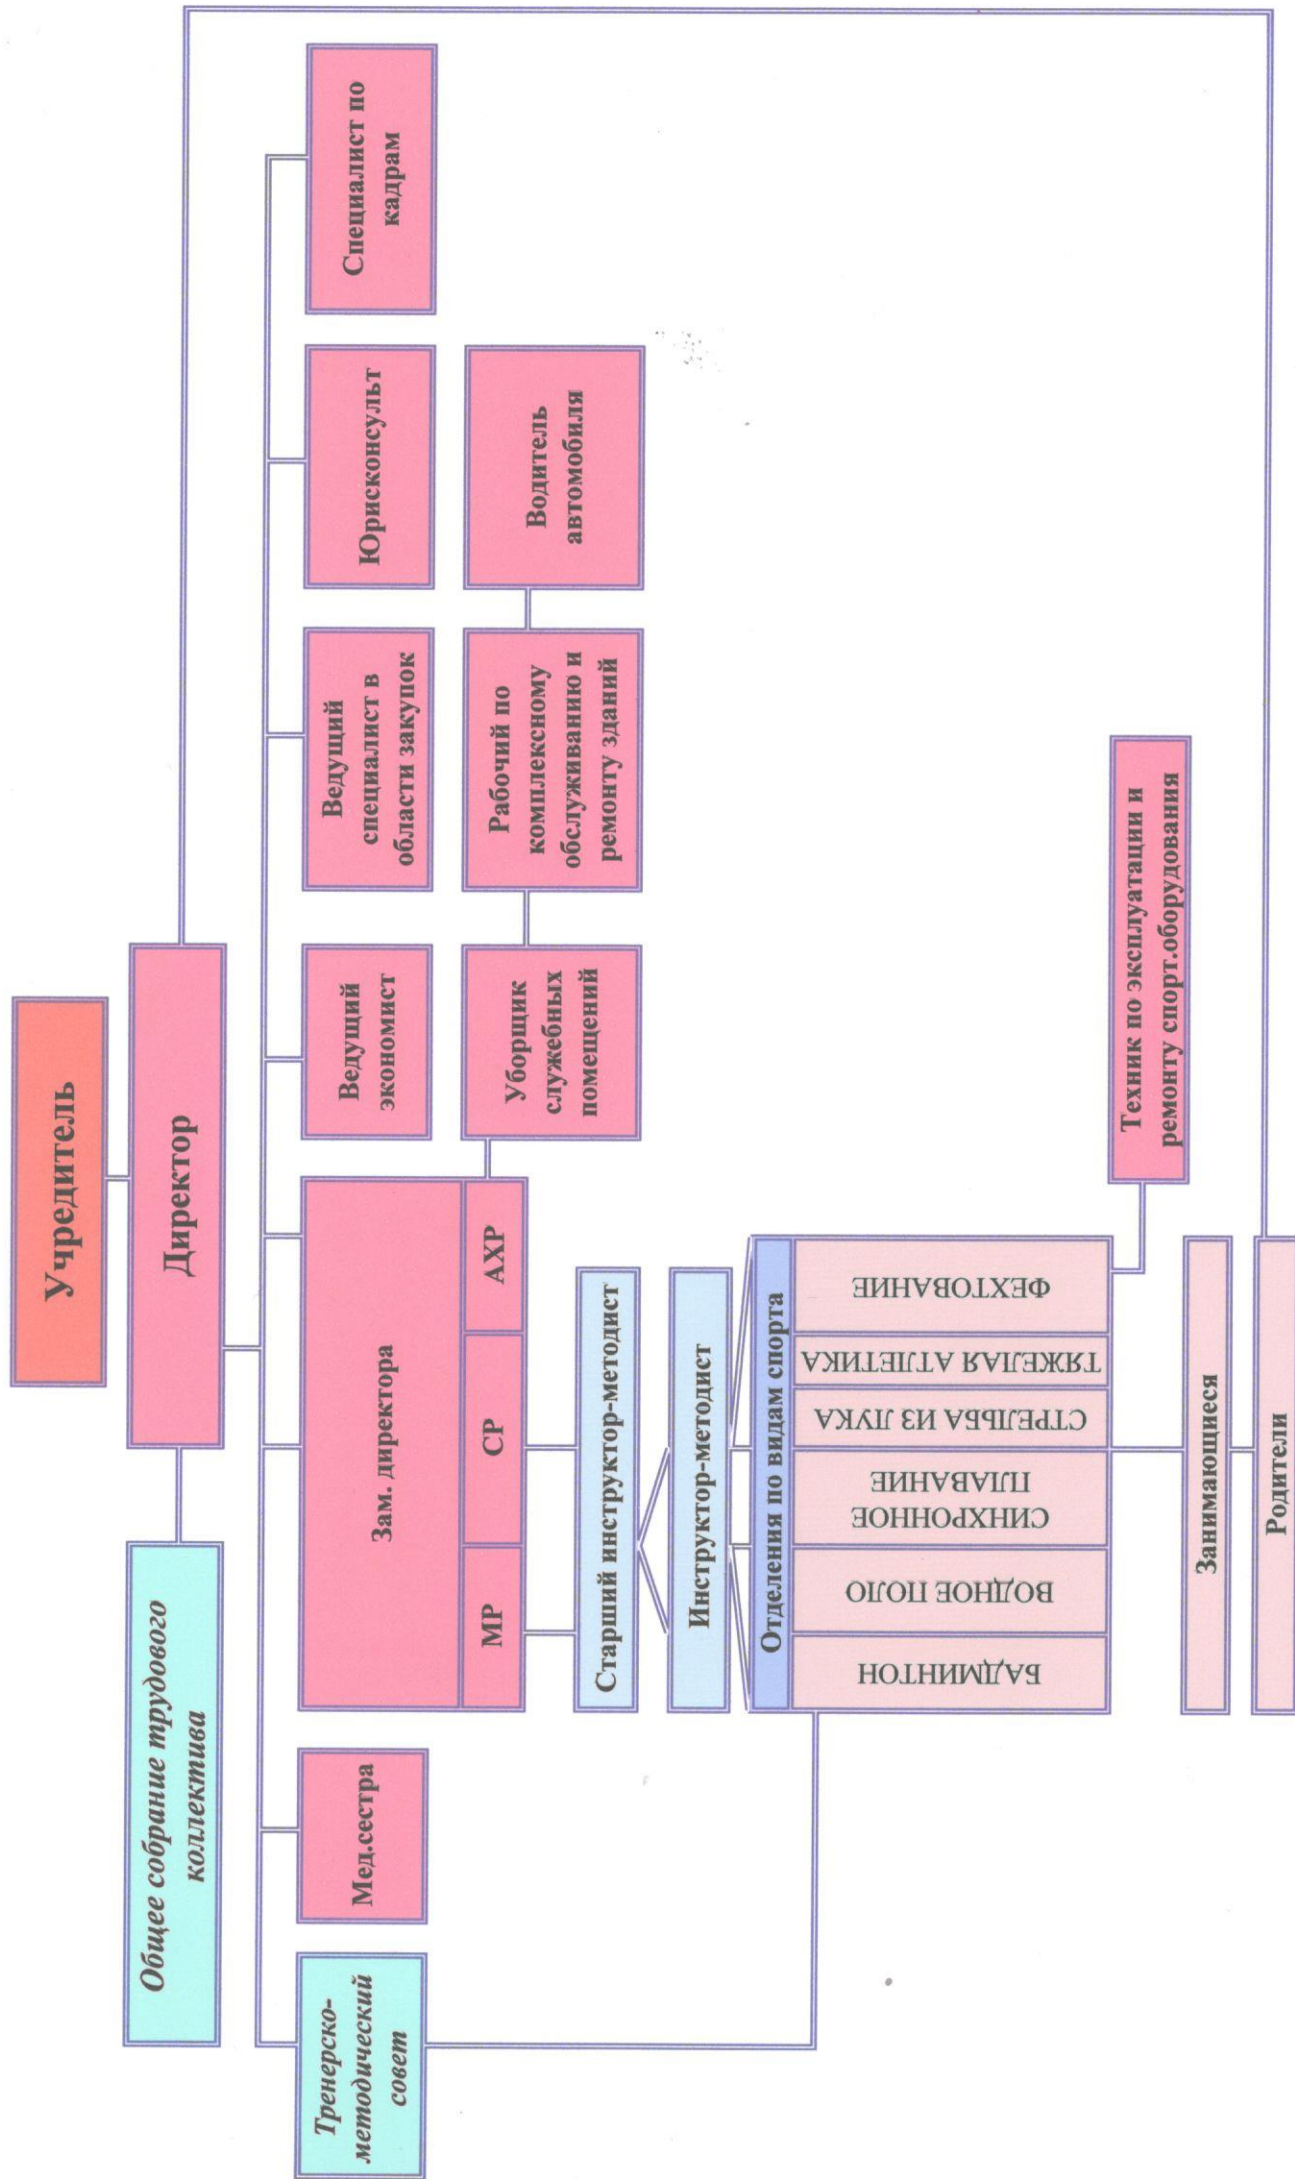 Учредитель
Общее собрание трудового
коллектива
Директор
Тренерско-
методический
совет
Мед.сестра
Зам. директора
МР
СР
АХР
Ведущий
экономист
Ведущий
специалист в
области закупок
Юрисконсульт
Специалист по
кадрам
Уборщик
служебных
помещений
Рабочий по
комплексному
обслуживанию и
ремонту зданий
Водитель
автомобиля
Старший инструктор-методист
Инструктор-методист
Отделения по видам спорта
БАДМИНТОН
ВОДНОЕ ПОЛО
СИНХРОННОЕ
ПЛАВАНИЕ
СТРЕЛЬБА ИЗ ЛУКА
ТЯЖЕЛАЯ АТЛЕТИКА
ФЕХТОВАНИЕ
Техник по эксплуатации и
ремонту спорт.оборудования
Занимающиеся
Родители